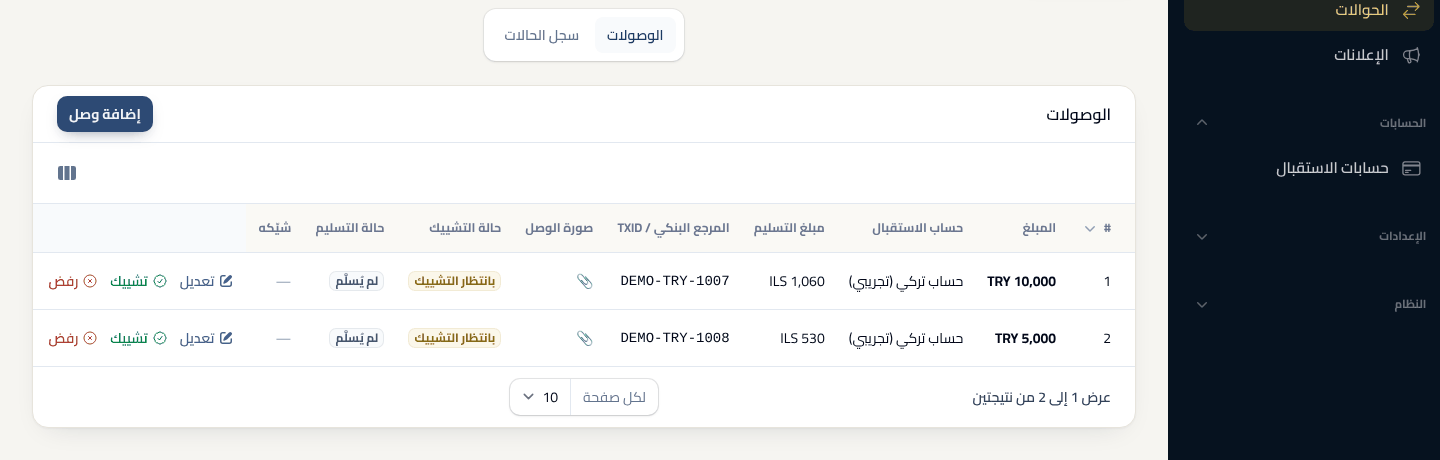 الحوالات
الإعلانات
الحسابات
حسابات الاستقبال
الإعدادات
النظام
الوصولات سجل الحالات
الوصولات إضافة وصل
# المبلغ حساب الاستقبال مبلغ التسليم المرجع البنكي / TXID صورة الوصل حالة التشييك حالة التسليم شيّكه
1 TRY 10,000 حساب تركي (تجريبي) ILS 1,060 DEMO-TRY-1007 بانتظار التشييك لم يُسلَّم — تعديل تشييك رفض
2 TRY 5,000 حساب تركي (تجريبي) ILS 530 DEMO-TRY-1008 بانتظار التشييك لم يُسلَّم — تعديل تشييك رفض
عرض 1 إلى 2 من نتيجتين لكل صفحة 10